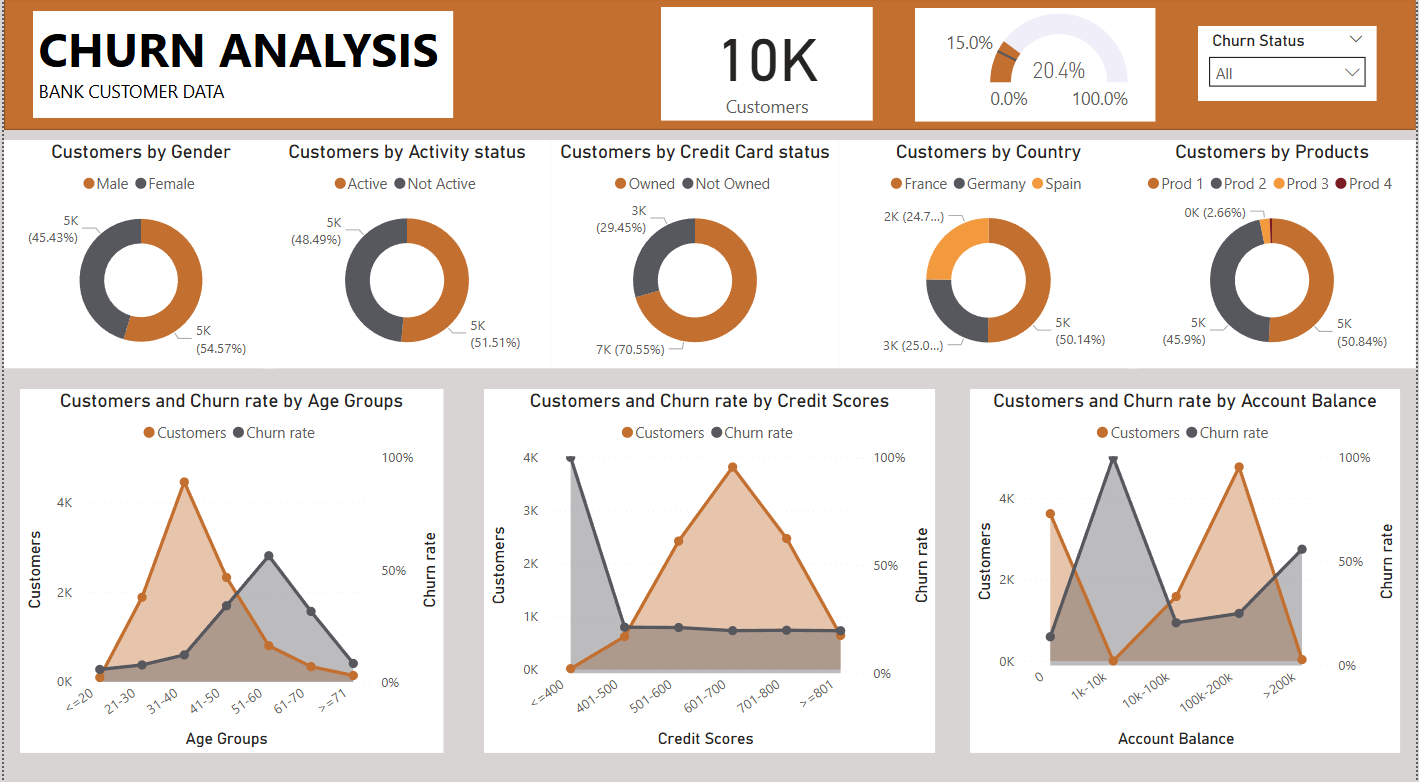 CHURN ANALYSIS
BANK CUSTOMER DATA
10K
Customers
15.0%
20.4%
0.0%
100.0%
Churn Status
All
Customers by Gender
Male Female
5K
(45.43%)
5K
(54.57%)
Customers by Activity status
Active Not Active
5K
(48.49%)
5K
(51.51%)
Customers by Credit Card status
Owned Not Owned
3K
(29.45%)
7K (70.55%)
Customers by Country
France Germany Spain
2K (24.7...)
3K (25.0...)
5K
(50.14%)
Customers by Products
Prod 1 Prod 2 Prod 3 Prod 4
0K (2.66%)
5K
(45.9%)
5K
(50.84%)
Customers and Churn rate by Age Groups
Customers Churn rate
Customers
4K
2K
0K
100%
50%
0%
Churn rate
<=20
21-30
31-40
41-50
51-60
61-70
>=71
Age Groups
Customers and Churn rate by Credit Scores
Customers Churn rate
Customers
4K
3K
2K
1K
0K
100%
50%
0%
Churn rate
<=400
401-500
501-600
601-700
701-800
>=801
Credit Scores
Customers and Churn rate by Account Balance
Customers Churn rate
Customers
4K
2K
0K
100%
50%
0%
Churn rate
0
1k-10k
10k-100k
100k-200k
>200k
Account Balance